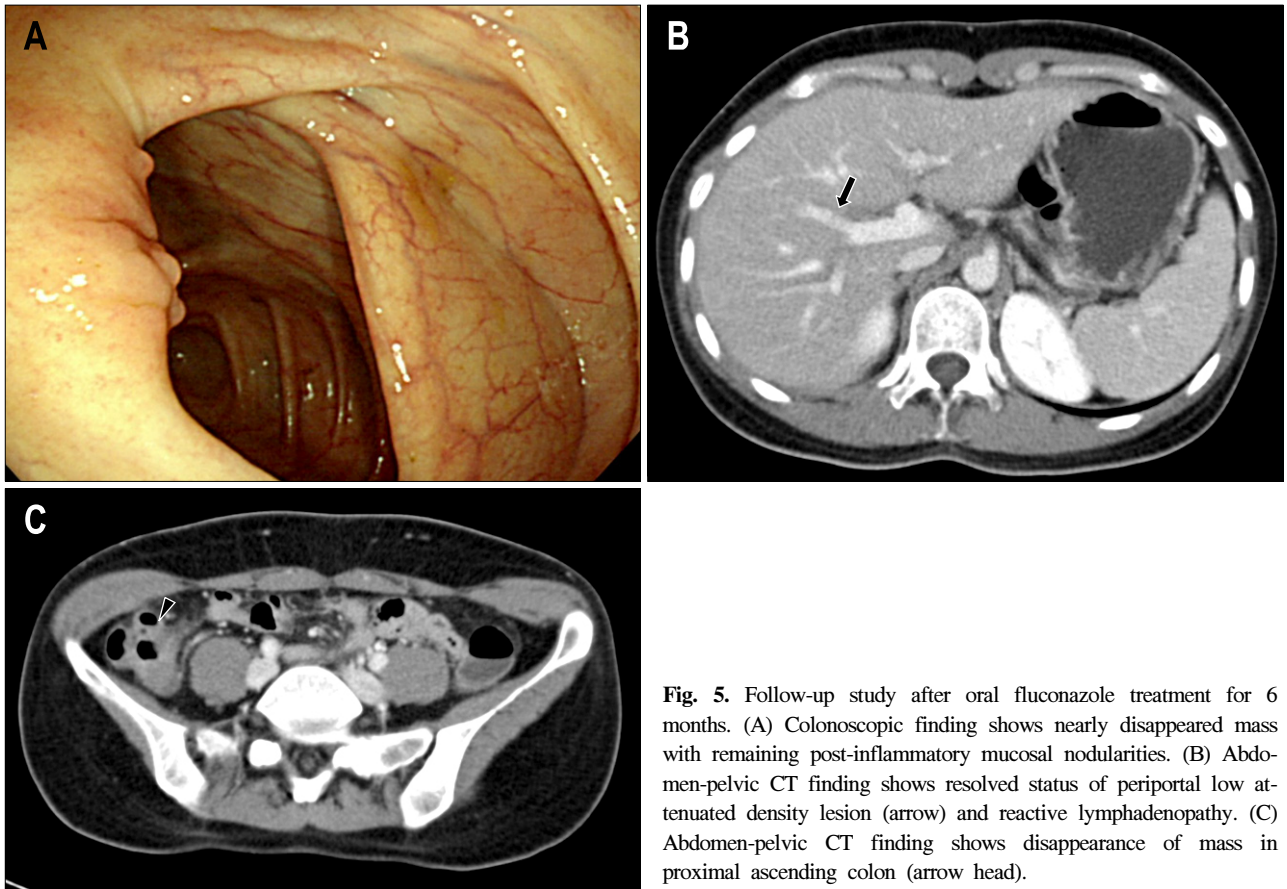 A
B
C
Fig. 5. Follow-up study after oral fluconazole treatment for 6
months. (A) Colonoscopic finding shows nearly disappeared mass
with remaining post-inflammatory mucosal nodularities. (B) Abdo-
men-pelvic CT finding shows resolved status of periportal low at-
tenuated density lesion (arrow) and reactive lymphadenopathy. (C)
Abdomen-pelvic CT finding shows disappearance of mass in
proximal ascending colon (arrow head).